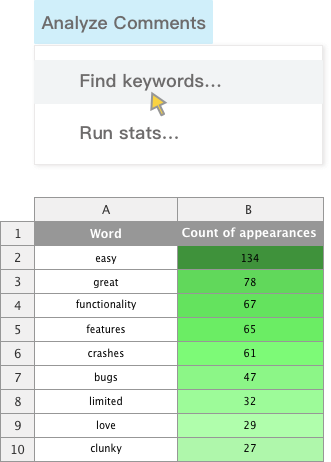 Analyze Comments
Find keywords...
Run stats...
A B
1 Word Count of appearances
2 easy 134
3 great 78
4 functionality 67
5 features 65
6 crashes 61
7 bugs 47
8 limited 32
9 love 29
10 clunky 27